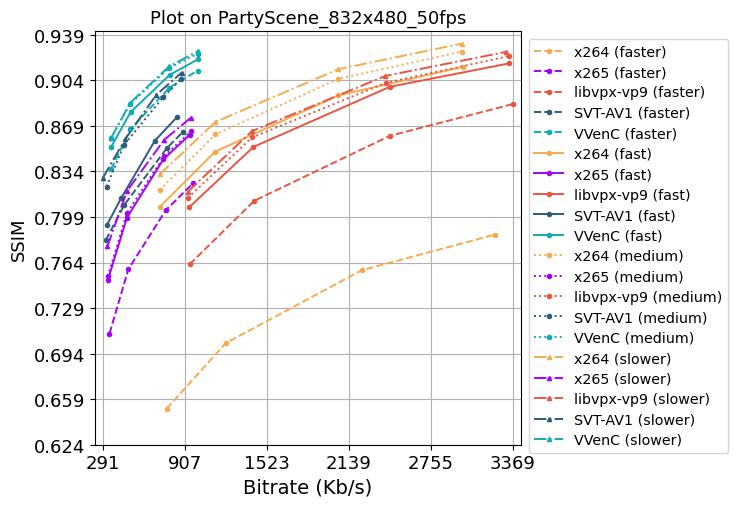 Plot on PartyScene_832x480_50fps
0.939
0.904
0.869
0.834
0.799
0.764
0.729
0.694
0.659
0.624
SSIM
291 907 1523 2139 2755 3369
Bitrate (Kb/s)
x264 (faster)
x265 (faster)
libvpx-vp9 (faster)
SVT-AV1 (faster)
VVenC (faster)
x264 (fast)
x265 (fast)
libvpx-vp9 (fast)
SVT-AV1 (fast)
VVenC (fast)
x264 (medium)
x265 (medium)
libvpx-vp9 (medium)
SVT-AV1 (medium)
VVenC (medium)
x264 (slower)
x265 (slower)
libvpx-vp9 (slower)
SVT-AV1 (slower)
VVenC (slower)